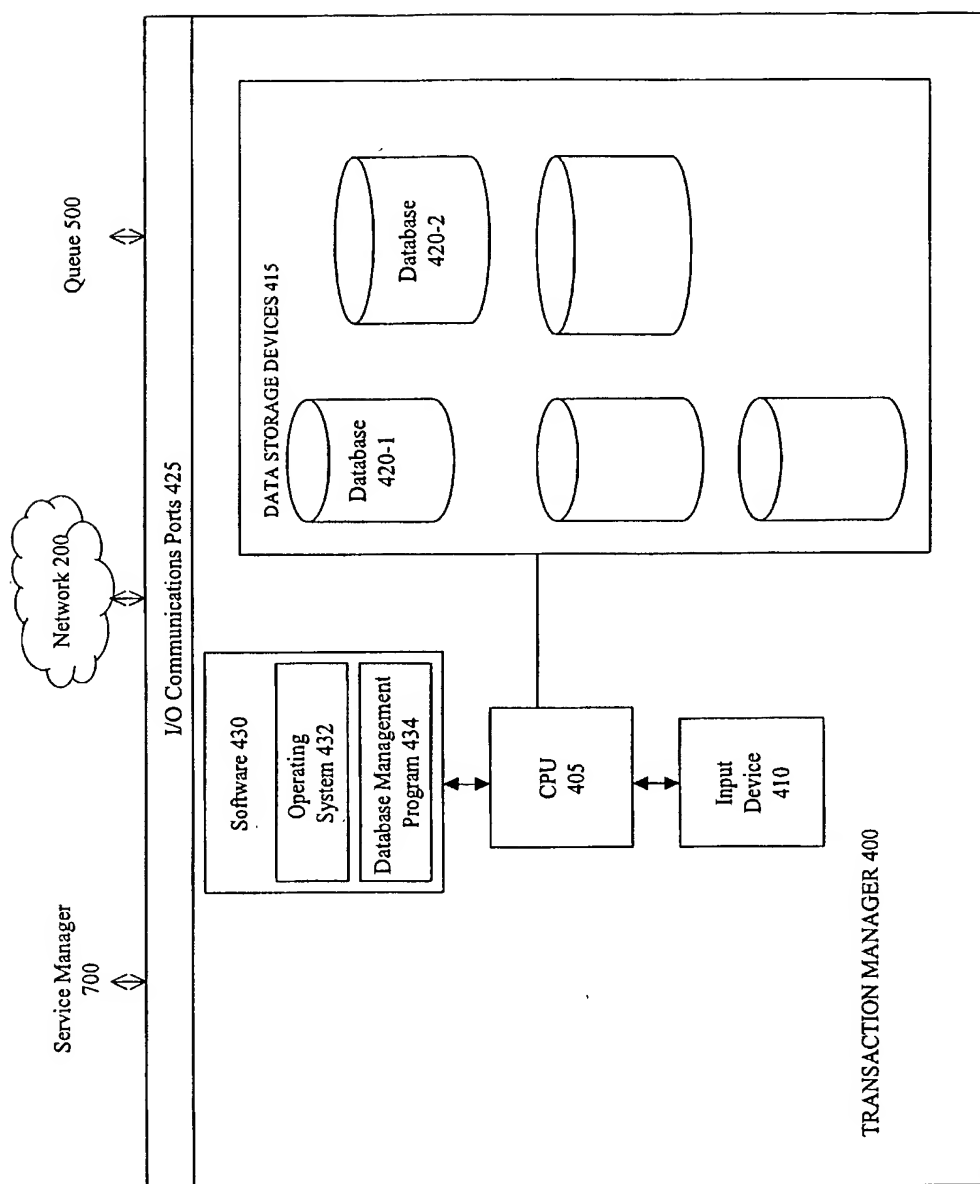 Service Manager
700
Network 200
Queue 500
I/O Communications Ports 425
Software 430
Operating
System 432
Database Management
Program 434
CPU
405
Input
Device
410
DATA STORAGE DEVICES 415
Database
420-1
Database
420-2
TRANSACTION MANAGER 400